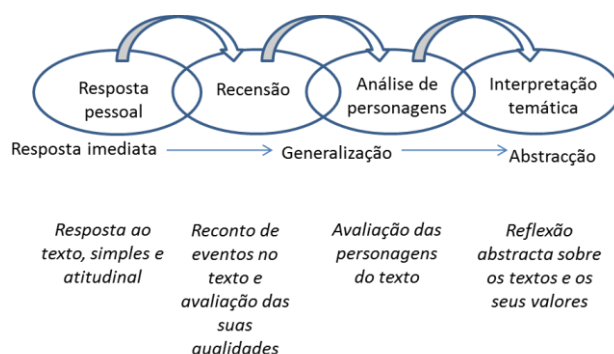 Resposta
pessoal
Recensão
Análise de
personagens
Interpretação
temática
Resposta imediata
Generalização
Abstracção
Resposta ao
texto, simples e
atitudinal
Reconto de
eventos no
texto e
avaliação das
suas
qualidades
Avaliação das
personagens
do texto
Reflexão
abstracta sobre
os textos e os
seus valores